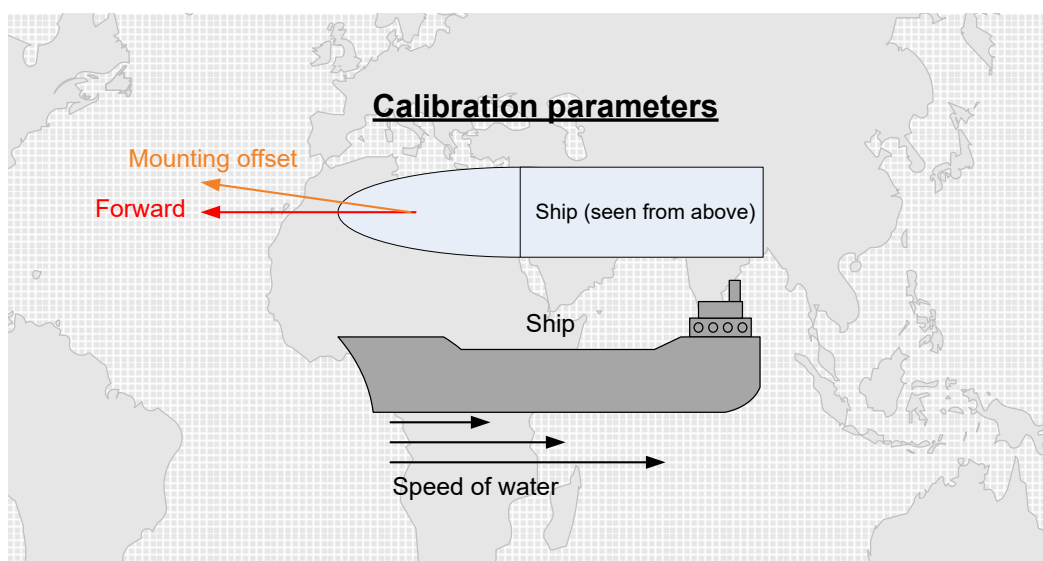 Calibration parameters
Mounting offset
Forward
Ship (seen from above)
Ship
Speed of water